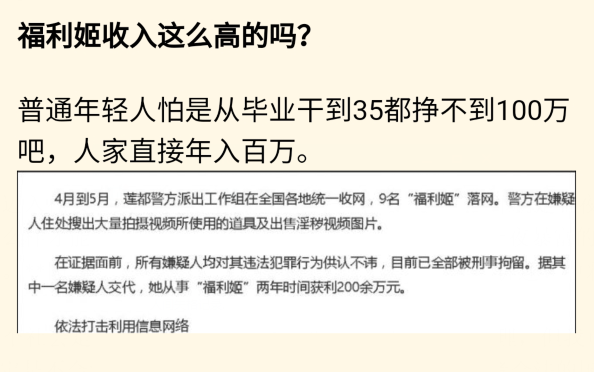 福利姬收入这么高的吗?
普通年轻人怕是从毕业干到35都挣不到100万
吧，人家直接年入百万。
4月到5月，莲都警方派出工作组在全国各地统一收网，9名“福利姬”落网。警方在嫌疑
人住处搜出大量拍摄视频所使用的道具及出售淫秽视频图片。
在证据面前，所有嫌疑人均对其违法犯罪行为供认不讳，目前已全部被刑事拘留。据其
中一名嫌疑人交代，她从事“福利姬”两年时间获利200余万元。
依法打击利用信息网络